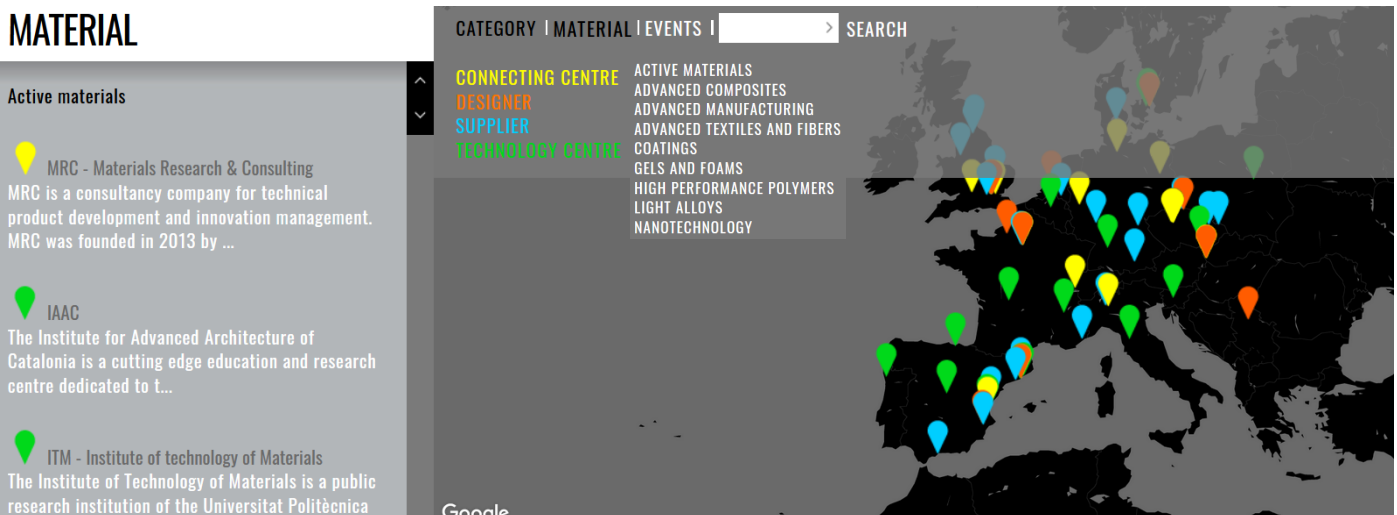 MATERIAL
Active materials
MRC - Materials Research & Consulting
MRC is a consultancy company for technical
product development and innovation management.
MRC was founded in 2013 by ...
IAAC
The Institute for Advanced Architecture of
Catalonia is a cutting edge education and research
centre dedicated to t...
ITM - Institute of technology of Materials
The Institute of Technology of Materials is a public
research institution of the Universitat Politècnica
CATEGORY | MATERIAL | EVENTS | > SEARCH
CONNECTING CENTRE
DESIGNER
SUPPLIER
TECHNOLOGY CENTRE
ACTIVE MATERIALS
ADVANCED COMPOSITES
ADVANCED MANUFACTURING
ADVANCED TEXTILES AND FIBERS
COATINGS
GELS AND FOAMS
HIGH PERFORMANCE POLYMERS
LIGHT ALLOYS
NANOTECHNOLOGY
Google